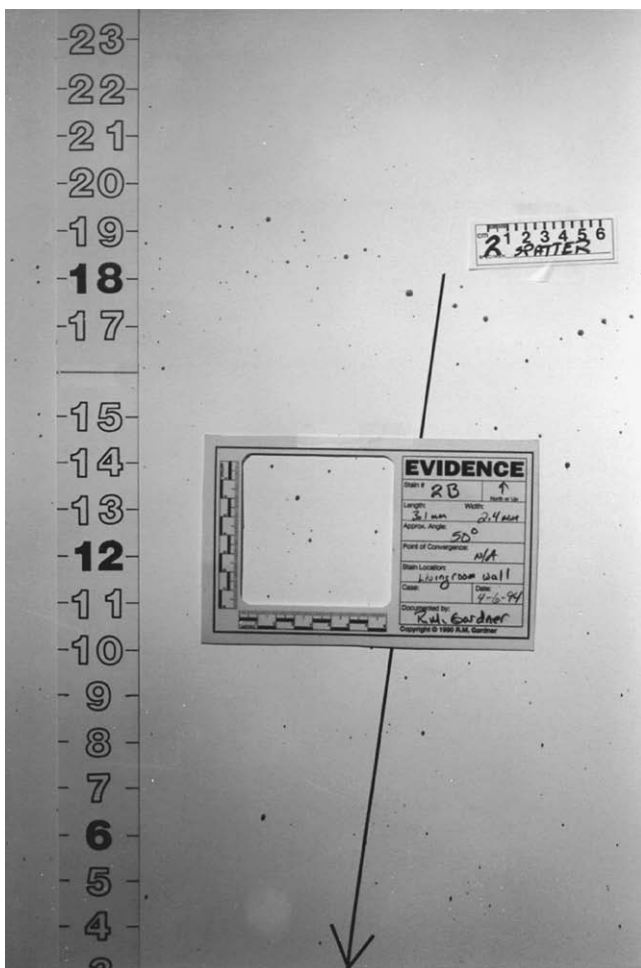 23
22
21
20
19
18
17
15
14
13
12
11
10
9
8
7
6
5
4
cm 1 2 3 4 5 6
2 SPATTER
EVIDENCE
Stain # 2B
North or Up
Length: Width:
3.1 mm 2.4 mm
Approx. Angle:
50°
Point of Convergence:
N/A
Stain Location:
Livingroom wall
Case: Date:
4-6-94
Documented by:
R.M. Gardner
Copyright © 1990 R.M. Gardner